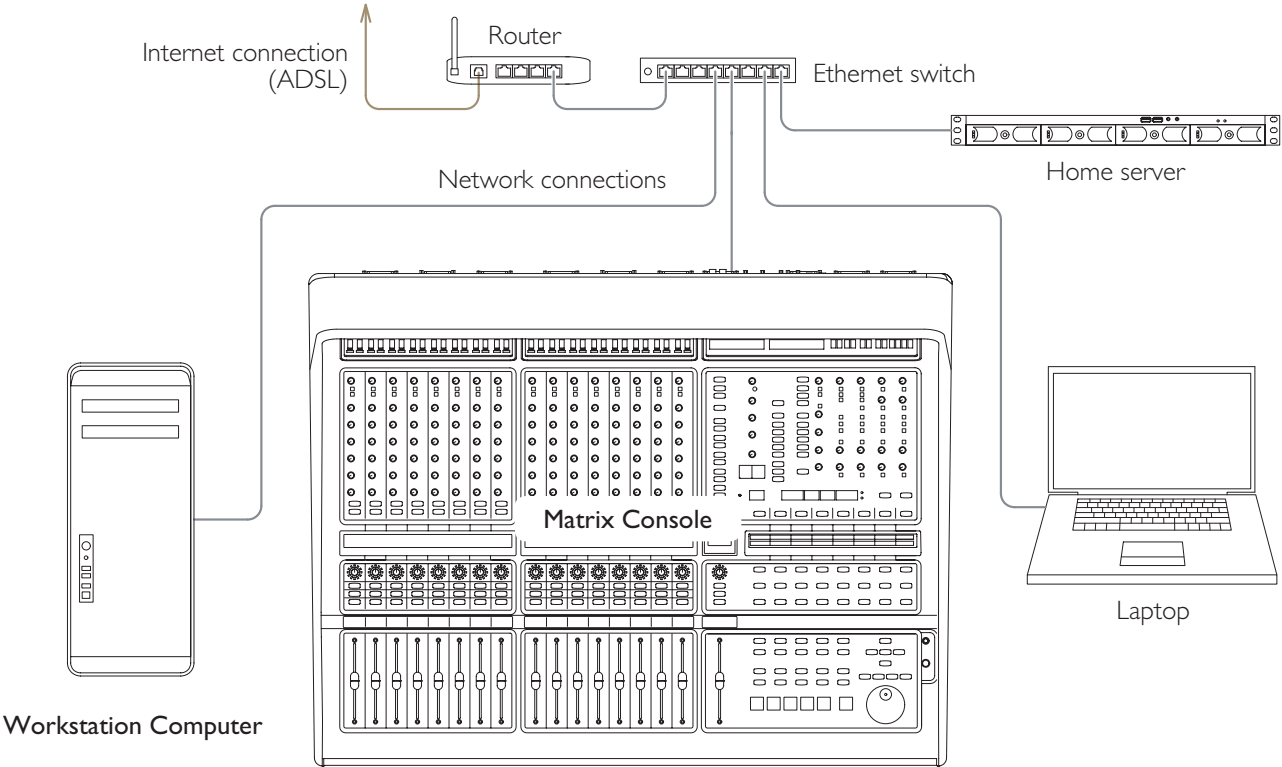 Internet connection
(ADSL)
Router
Ethernet switch
Home server
Network connections
Matrix Console
Laptop
Workstation Computer